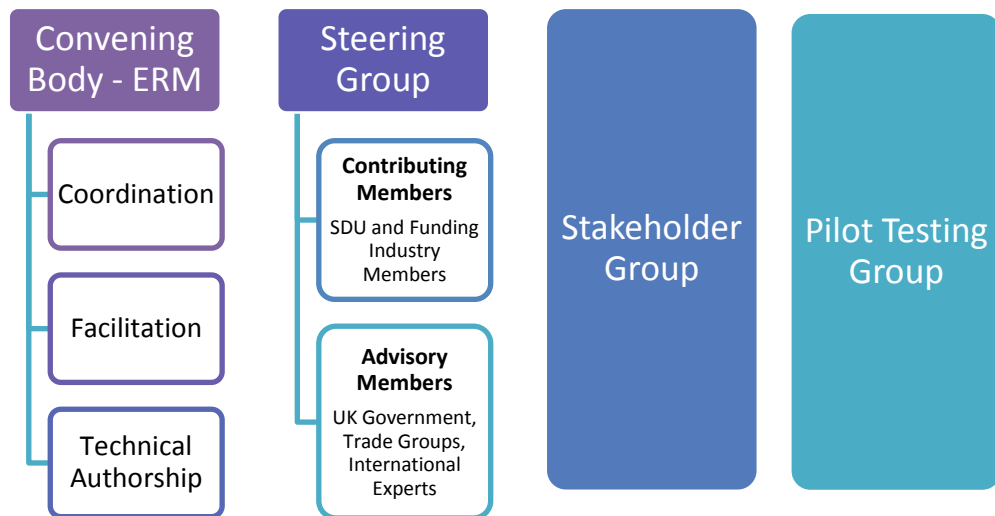 Convening
Body - ERM
Coordination
Facilitation
Technical
Authorship
Steering
Group
Contributing
Members
SDU and Funding
Industry
Members
Advisory
Members
UK Government,
Trade Groups,
International
Experts
Stakeholder
Group
Pilot Testing
Group